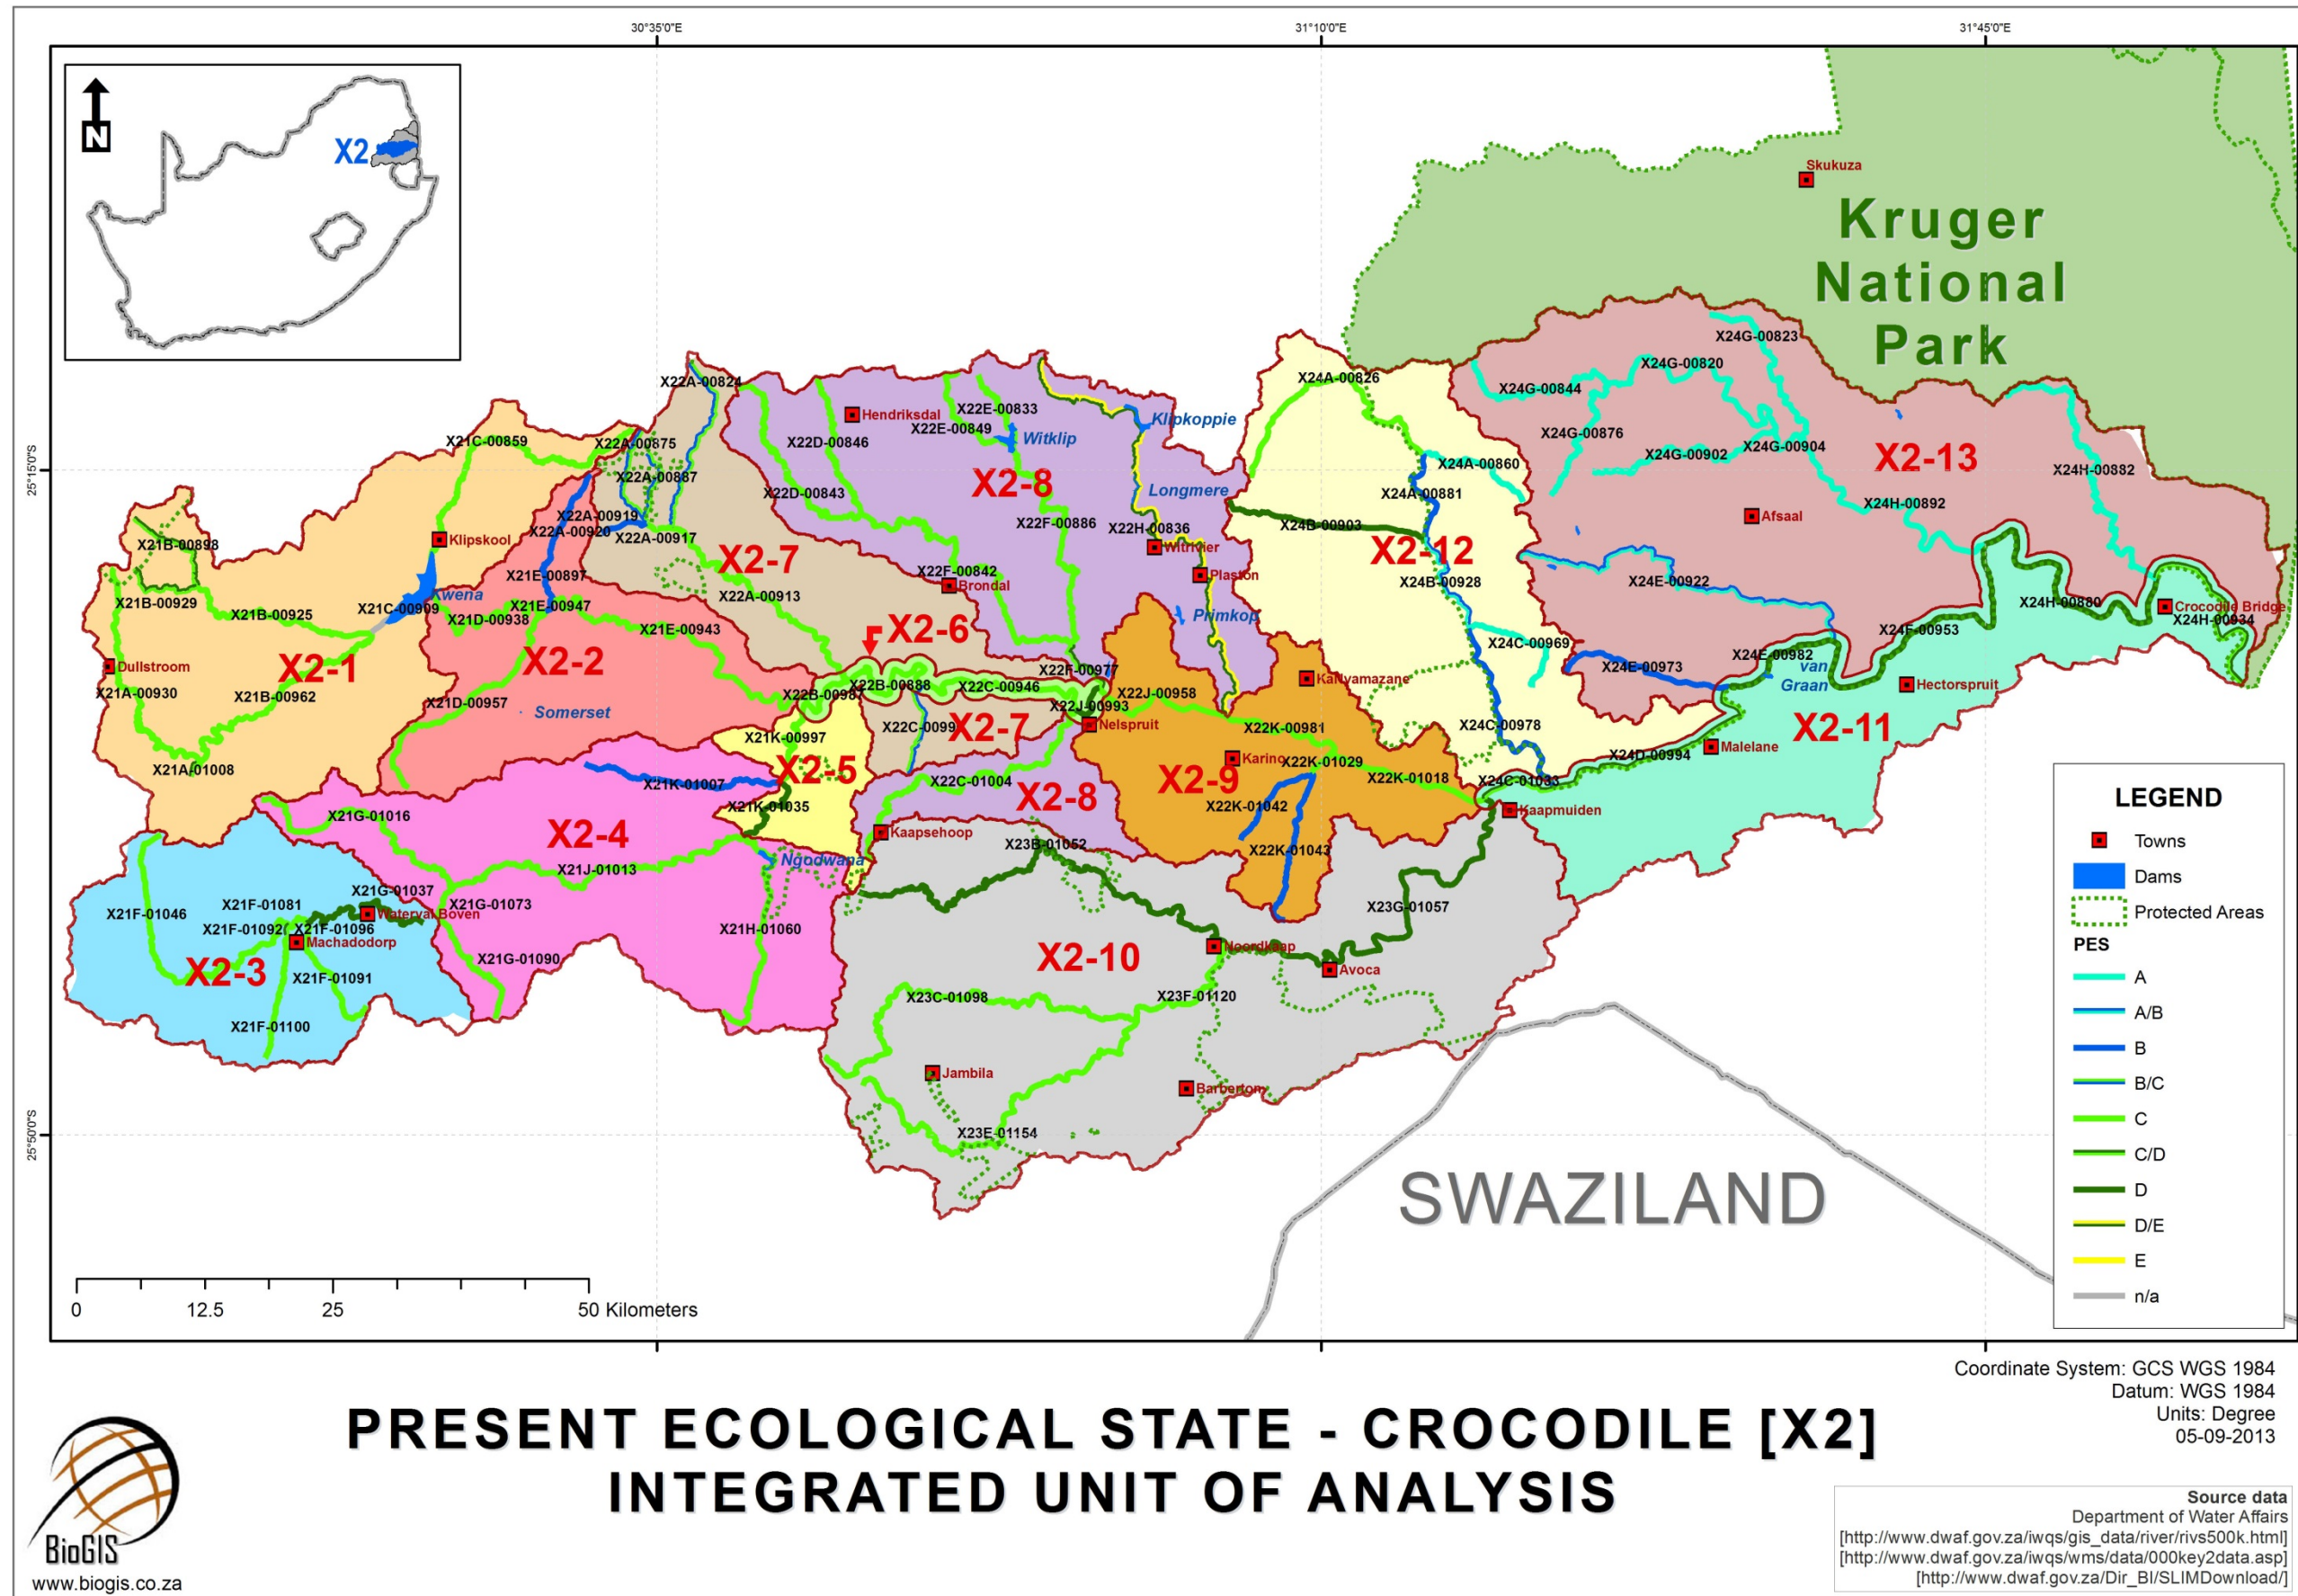 30°35'0"E
31°10'0"E
31°45'0"E
25°15'0"S
25°50'0"S
N
X2
Skukuza
Kruger
National
Park
X24G-00823
X24G-00820
X22A-00824
X24A-00826
X24G-00844
Hendriksdal
X22E-00833
X22E-00849
Klipkoppie
X21C-00859
X22A-00875
X22D-00846
Witklip
X24G-00876
X24G-00904
X24G-00902
X2-13
X24A-00860
X24H-00882
X22A-00887
X2-8
Longmere
X22D-00843
X24A-00881
X24H-00892
X22A-00919
X22A-00920
X22F-00886
X22H-00836
X24B-00903
Afsaal
X22A-00917
Klipskool
X21B-00898
X2-7
Witrivier
X2-12
X22F-00842
Brondal
Plaston
X21E-00897
X24B-00928
X24E-00922
X21B-00929
X21B-00925
X21C-00909
Kwena
X21D-00938
X21E-00947
X22A-00913
Primkop
X24H-00880
Crocodile Bridge
X24H-00934
X21E-00943
X2-6
X24F-00953
X24C-00969
Dullstroom
X2-1
X2-2
X22F-00977
X24E-00973
X24E-00982
van
Graan
Kanyamazane
Hectorspruit
X21A-00930
X21B-00962
X21D-00957
Somerset
X22B-00987
X22B-00888
X22C-00946
X22J-00958
X22J-00993
Nelspruit
X22K-00981
X24C-00978
X2-11
X21K-00997
X2-7
X24D-00994
Malelane
X21A-01008
X2-5
X2-9
Karino
X22K-01029
X22K-01018
X24C-01033
X21K-01007
X22C-01004
X21K-01035
X2-8
X22K-01042
Kaapmuiden
X21G-01016
X2-4
Kaapsehoop
X23B-01052
X22K-01043
Ngodwana
X21J-01013
X21G-01037
X21F-01081
X21G-01073
X23G-01057
X21F-01046
Waterval Boven
X21F-01092
X21F-01096
Machadodorp
X21H-01060
Noordkaap
X2-10
Avoca
X2-3
X21F-01091
X21G-01090
X23C-01098
X23F-01120
X21F-01100
Jambila
Barberton
X23E-01154
SWAZILAND
LEGEND
Towns
Dams
Protected Areas
PES
A
A/B
B
B/C
C
C/D
D
D/E
E
n/a
0 12.5 25 50 Kilometers
Coordinate System: GCS WGS 1984
Datum: WGS 1984
Units: Degree
05-09-2013
PRESENT ECOLOGICAL STATE - CROCODILE [X2]
INTEGRATED UNIT OF ANALYSIS
BioGIS
www.biogis.co.za
Source data
Department of Water Affairs
[http://www.dwaf.gov.za/iwqs/gis_data/river/rivs500k.html]
[http://www.dwaf.gov.za/iwqs/wms/data/000key2data.asp]
[http://www.dwaf.gov.za/Dir_BI/SLIMDownload/]